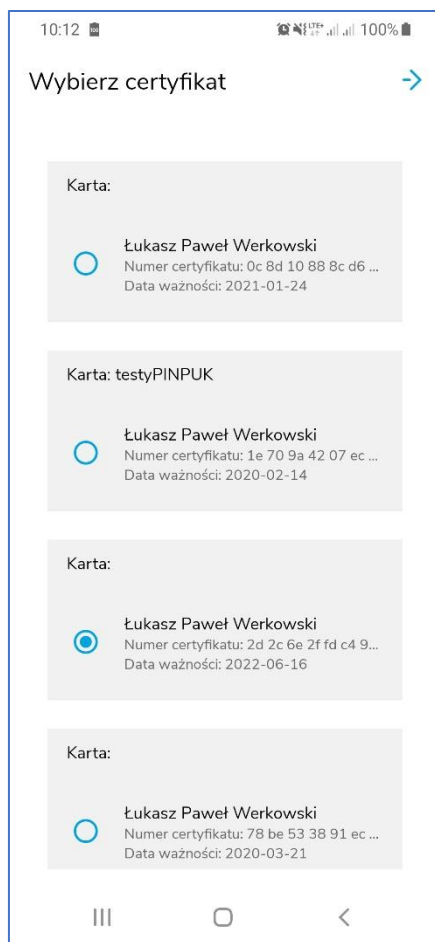 10:12
LTE+ 100%
Wybierz certyfikat
Karta:
Łukasz Paweł Werkowski
Numer certyfikatu: 0c 8d 10 88 8c d6 ...
Data ważności: 2021-01-24
Karta: testyPINPUK
Łukasz Paweł Werkowski
Numer certyfikatu: 1e 70 9a 42 07 ec ...
Data ważności: 2020-02-14
Karta:
Łukasz Paweł Werkowski
Numer certyfikatu: 2d 2c 6e 2f fd c4 9...
Data ważności: 2022-06-16
Karta:
Łukasz Paweł Werkowski
Numer certyfikatu: 78 be 53 38 91 ec ...
Data ważności: 2020-03-21